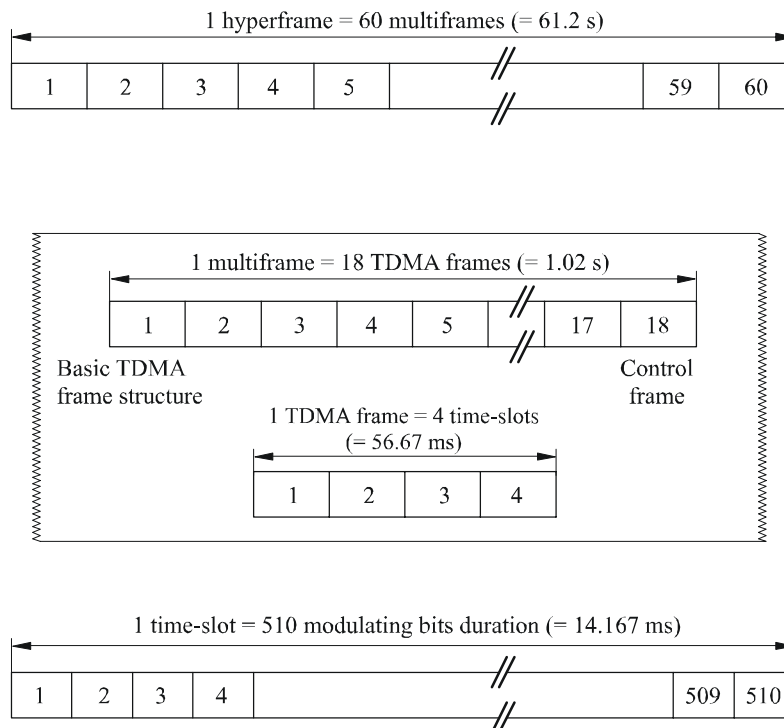 1 hyperframe = 60 multiframes (= 61.2 s)
1 2 3 4 5 59 60
1 multiframe = 18 TDMA frames (= 1.02 s)
1 2 3 4 5 17 18
Basic TDMA
frame structure
Control
frame
1 TDMA frame = 4 time-slots
(= 56.67 ms)
1 2 3 4
1 time-slot = 510 modulating bits duration (= 14.167 ms)
1 2 3 4 509 510